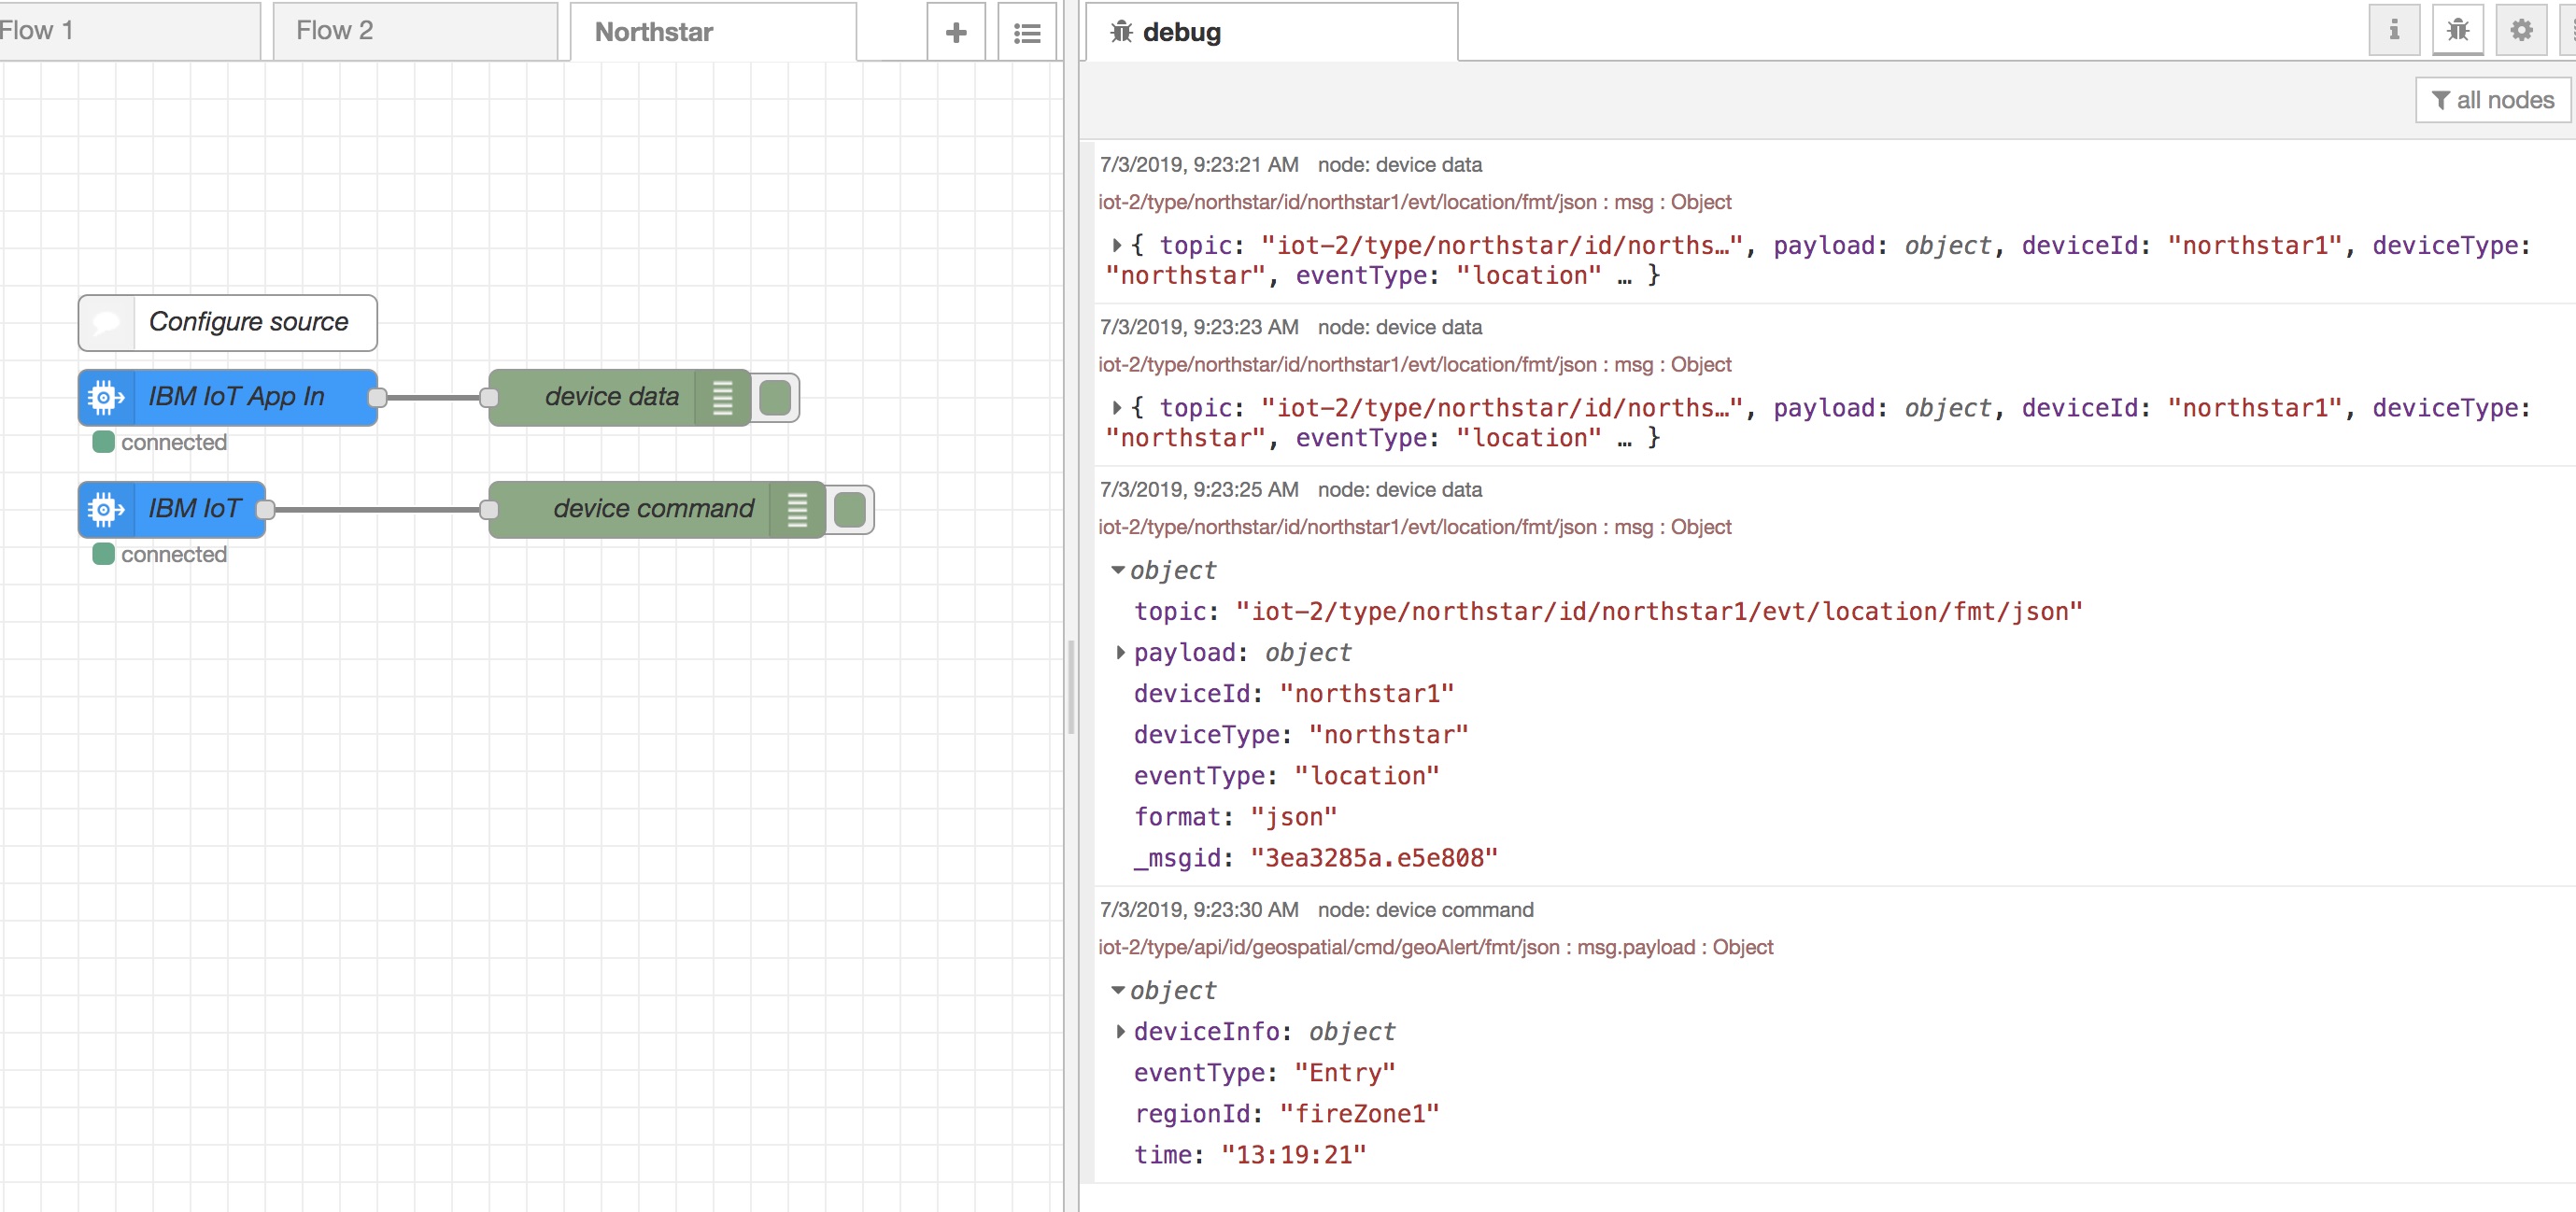 Flow 1
Flow 2
Northstar
debug
all nodes
Configure source
IBM IoT App In
device data
connected
IBM IoT
device command
connected
7/3/2019, 9:23:21 AM node: device data
iot-2/type/northstar/id/northstar1/evt/location/fmt/json : msg : Object
{ topic: "iot-2/type/northstar/id/norths…", payload: object, deviceId: "northstar1", deviceType:
"northstar", eventType: "location" … }
7/3/2019, 9:23:23 AM node: device data
iot-2/type/northstar/id/northstar1/evt/location/fmt/json : msg : Object
{ topic: "iot-2/type/northstar/id/norths…", payload: object, deviceId: "northstar1", deviceType:
"northstar", eventType: "location" … }
7/3/2019, 9:23:25 AM node: device data
iot-2/type/northstar/id/northstar1/evt/location/fmt/json : msg : Object
object
topic: "iot-2/type/northstar/id/northstar1/evt/location/fmt/json"
payload: object
deviceId: "northstar1"
deviceType: "northstar"
eventType: "location"
format: "json"
_msgid: "3ea3285a.e5e808"
7/3/2019, 9:23:30 AM node: device command
iot-2/type/api/id/geospatial/cmd/geoAlert/fmt/json : msg.payload : Object
object
deviceInfo: object
eventType: "Entry"
regionId: "fireZone1"
time: "13:19:21"